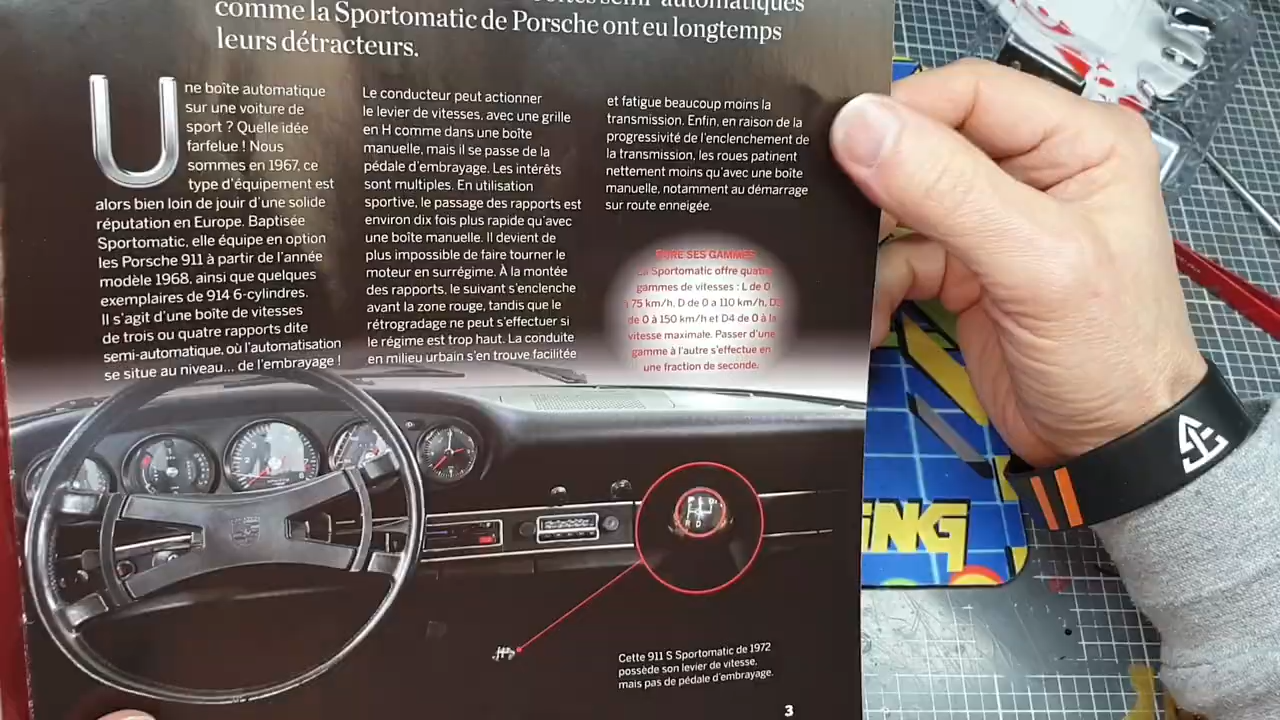 semi-automatiques
comme la Sportomatic de Porsche ont eu longtemps
leurs détracteurs.
Une boîte automatique
sur une voiture de
sport ? Quelle idée
farfelue ! Nous
sommes en 1967, ce
type d'équipement est
alors bien loin de jouir d'une solide
réputation en Europe. Baptisée
Sportomatic, elle équipe en option
les Porsche 911 à partir de l'année
modèle 1968, ainsi que quelques
exemplaires de 914 6-cylindres.
Il s'agit d'une boîte de vitesses
de trois ou quatre rapports dite
semi-automatique, où l'automatisation
se situe au niveau... de l'embrayage !
Le conducteur peut actionner
le levier de vitesses, avec une grille
en H comme dans une boîte
manuelle, mais il se passe de la
pédale d'embrayage. Les intérêts
sont multiples. En utilisation
sportive, le passage des rapports est
environ dix fois plus rapide qu'avec
une boîte manuelle. Il devient de
plus impossible de faire tourner le
moteur en surrégime. À la montée
des rapports, le suivant s'enclenche
avant la zone rouge, tandis que le
rétrogradage ne peut s'effectuer si
le régime est trop haut. La conduite
en milieu urbain s'en trouve facilitée
et fatigue beaucoup moins la
transmission. Enfin, en raison de la
progressivité de l'enclenchement de
la transmission, les roues patinent
nettement moins qu'avec une boîte
manuelle, notamment au démarrage
sur route enneigée.
FAIRE SES GAMMES
La Sportomatic offre quatre
gammes de vitesses : L de 0
à 75 km/h, D de 0 a 110 km/h, D3
de 0 à 150 km/h et D4 de 0 à la
vitesse maximale. Passer d'une
gamme à l'autre s'effectue en
une fraction de seconde.
Cette 911 S Sportomatic de 1972
possède son levier de vitesse,
mais pas de pédale d'embrayage.
3